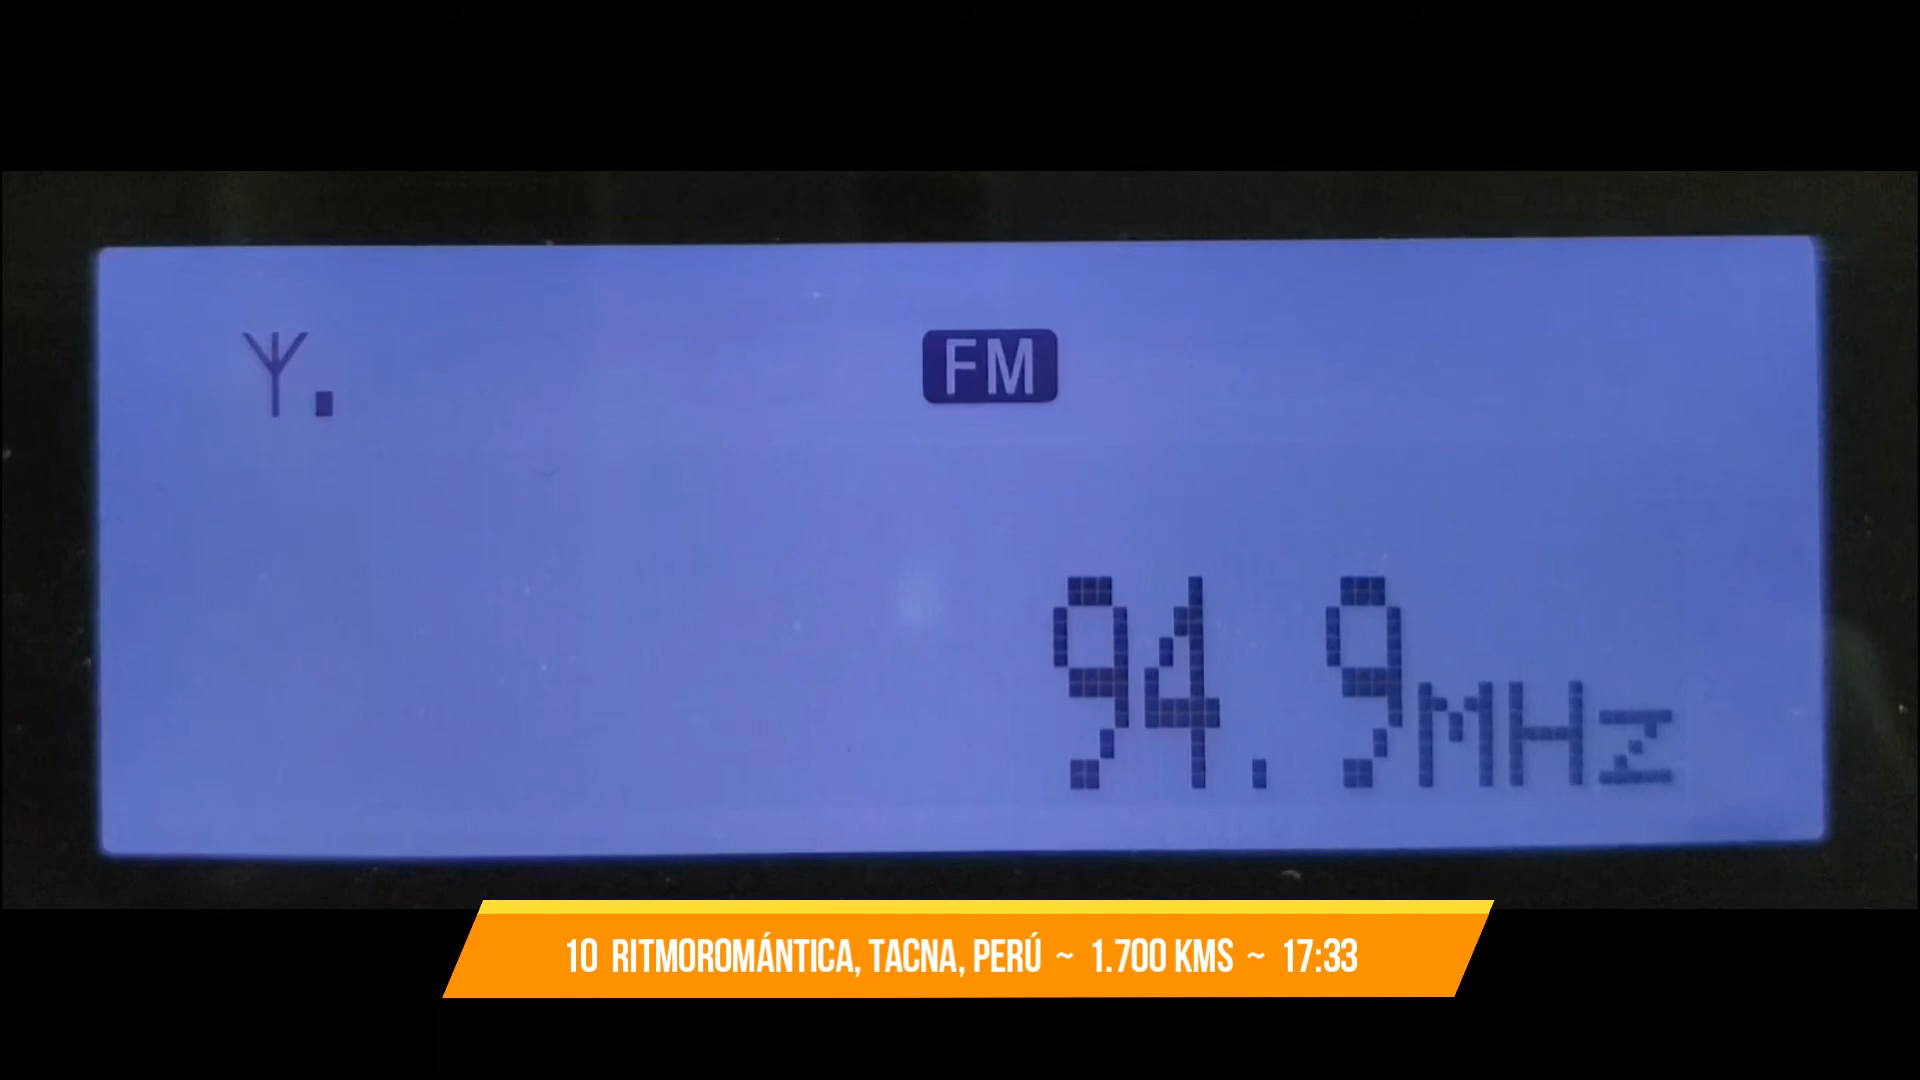 FM
94.9MHz
10 RITMOROMÁNTICA, TACNA, PERÚ ~ 1.700 KMS ~ 17:33